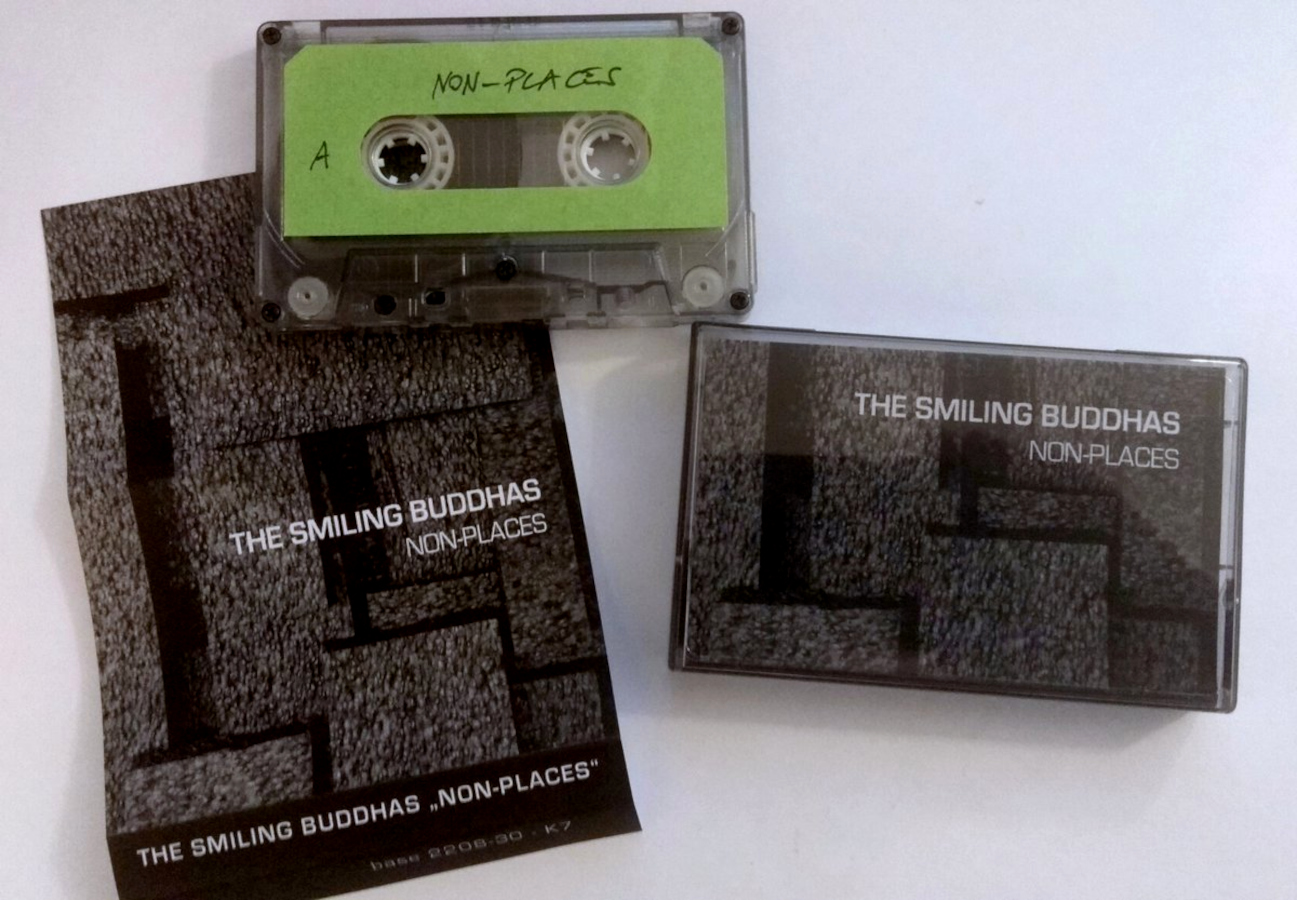 NON-PLACES
A
THE SMILING BUDDHAS
NON-PLACES
THE SMILING BUDDHAS
NON-PLACES
THE SMILING BUDDHAS „NON-PLACES“
base 2208-30 - K7